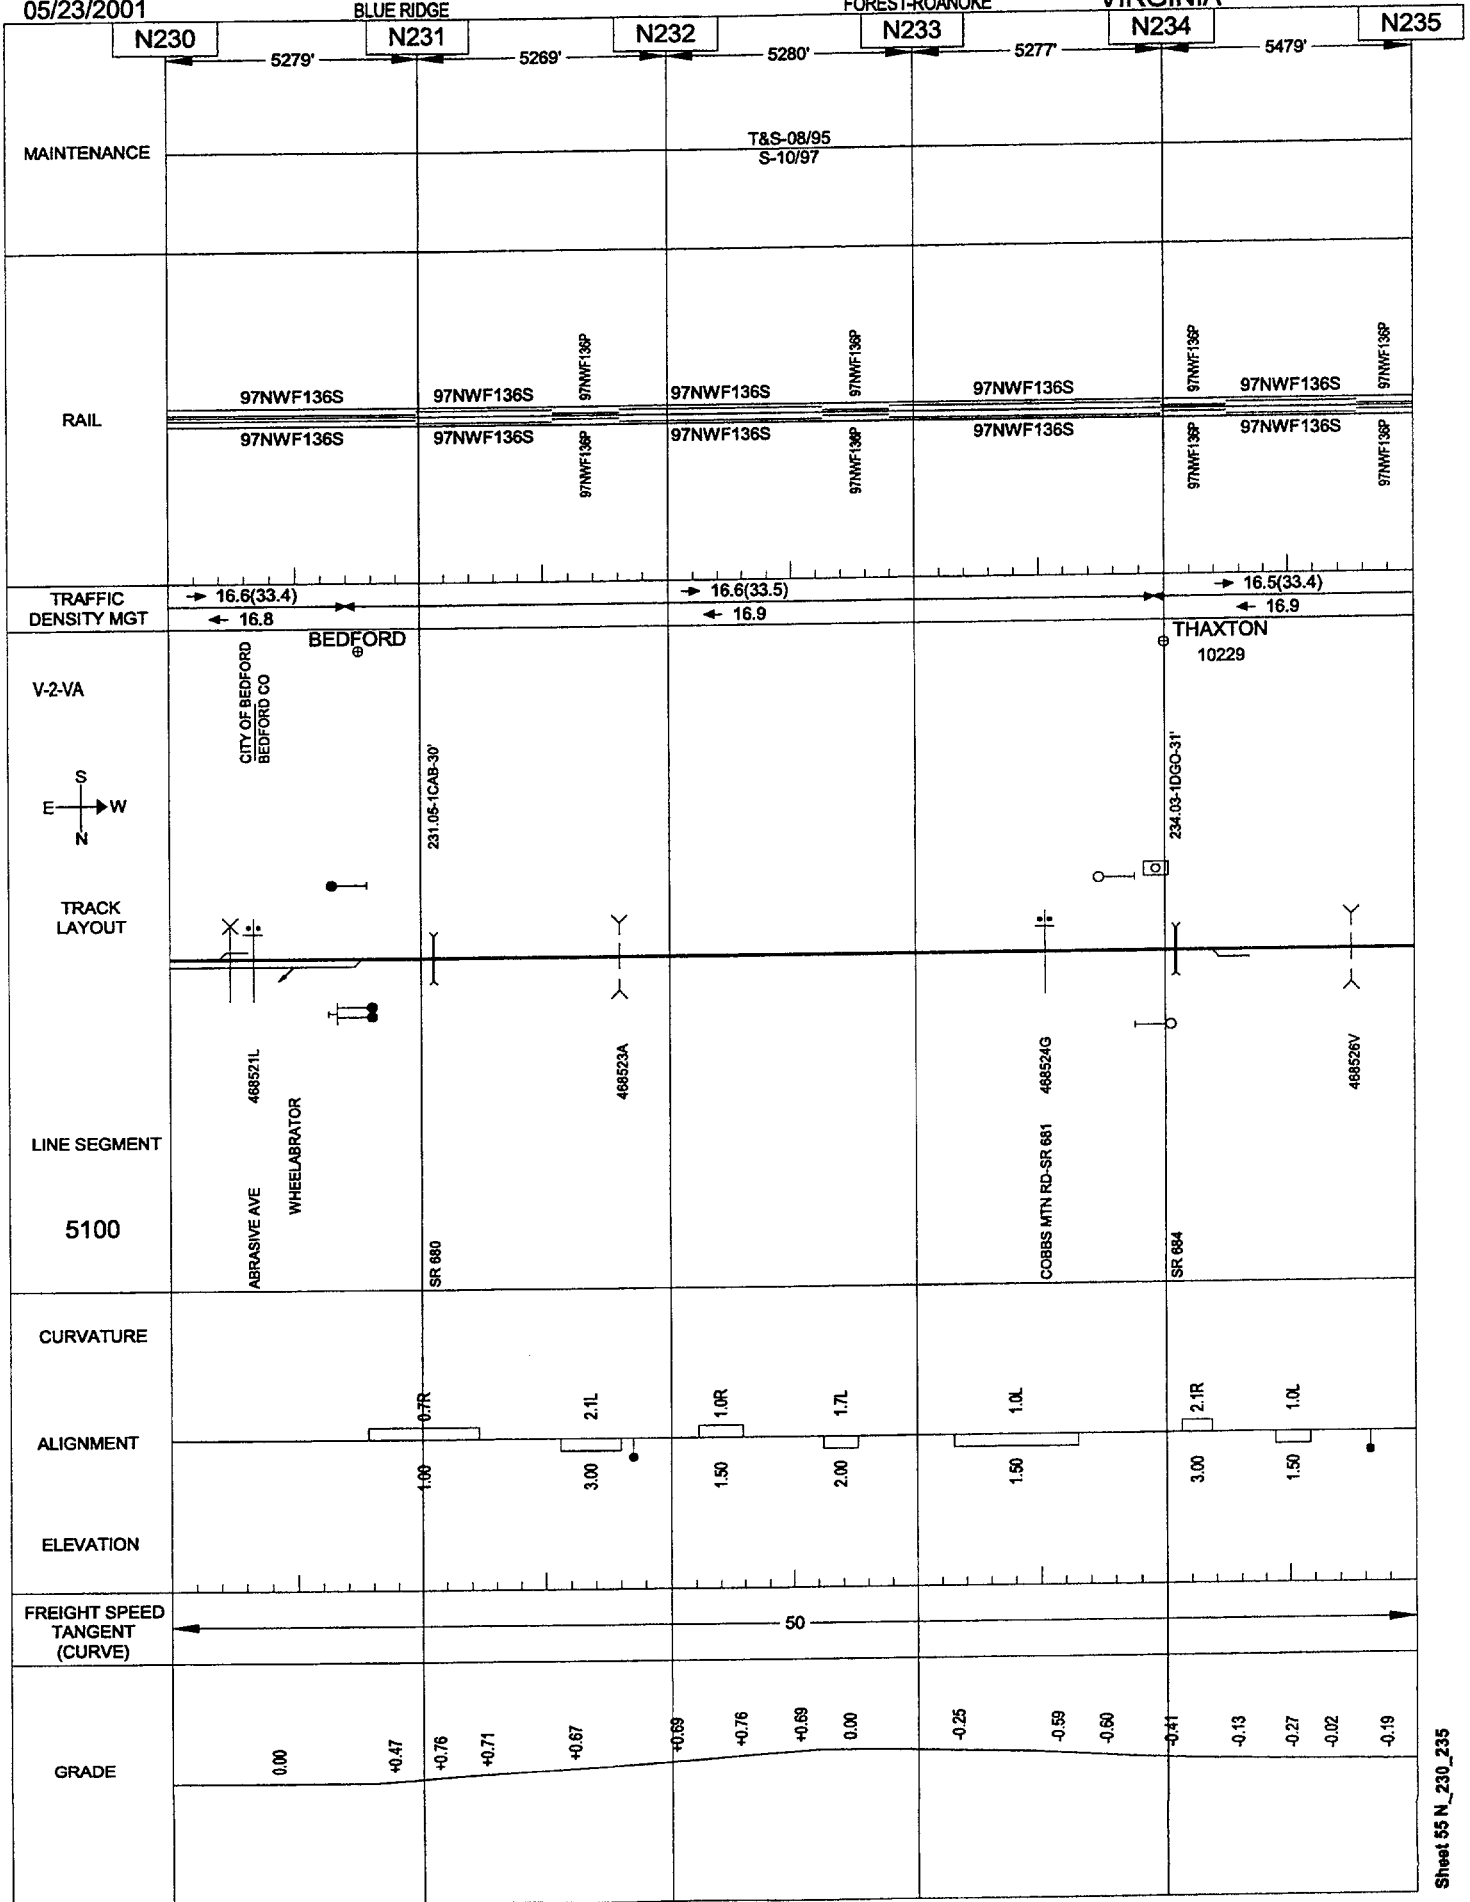 05/23/2001
BLUE RIDGE
FOREST-ROANOKE
VIRGINIA
N230
N231
N232
N233
N234
N235
5279'
5269'
5280'
5277'
5479'
MAINTENANCE
T&S-08/95
S-10/97
RAIL
97NWF136S
97NWF136S
97NWF136P
97NWF136S
97NWF136P
97NWF136S
97NWF136P
97NWF136S
97NWF136P
97NWF136S
97NWF136S
97NWF136P
97NWF136S
97NWF136P
97NWF136S
97NWF136P
97NWF136S
97NWF136P
TRAFFIC
DENSITY MGT
→ 16.6(33.4)
← 16.8
→ 16.6(33.5)
← 16.9
→ 16.5(33.4)
← 16.9
V-2-VA
CITY OF BEDFORD
BEDFORD CO
BEDFORD
THAXTON
10229
S
E
W
N
231.05-1CAB-30'
234.03-1DGO-31'
TRACK
LAYOUT
468521L
468523A
468524G
468526V
LINE SEGMENT
5100
ABRASIVE AVE
WHEELABRATOR
SR 680
COBBS MTN RD-SR 681
SR 684
CURVATURE
0.7R
2.1L
1.0R
1.7L
1.0L
2.1R
1.0L
ALIGNMENT
1.00
3.00
1.50
2.00
1.50
3.00
1.50
ELEVATION
FREIGHT SPEED
TANGENT
(CURVE)
50
GRADE
0.00
+0.47
+0.76
+0.71
+0.67
+0.69
+0.76
+0.69
0.00
-0.25
-0.59
-0.60
-0.41
-0.13
-0.27
-0.02
-0.19
Sheet 55 N_230_235